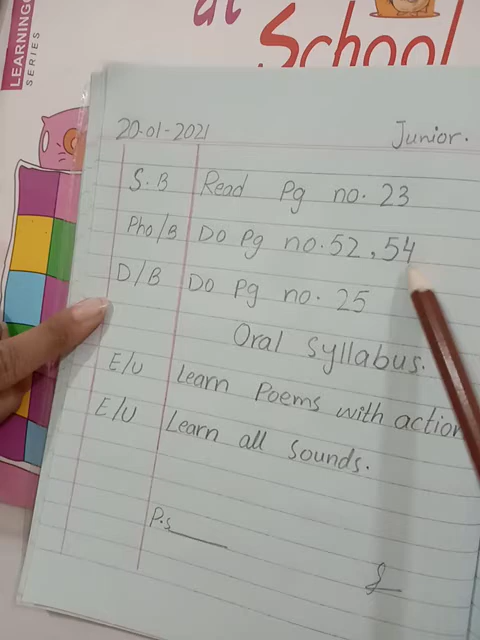 LEARNING
SERIES
at
School
20-01-2021 Junior.
S.B Read Pg no. 23
Pho/B Do Pg no. 52, 54
D/B Do Pg no. 25
Oral Syllabus.
E/U Learn Poems with action
E/U Learn all Sounds.
P.s